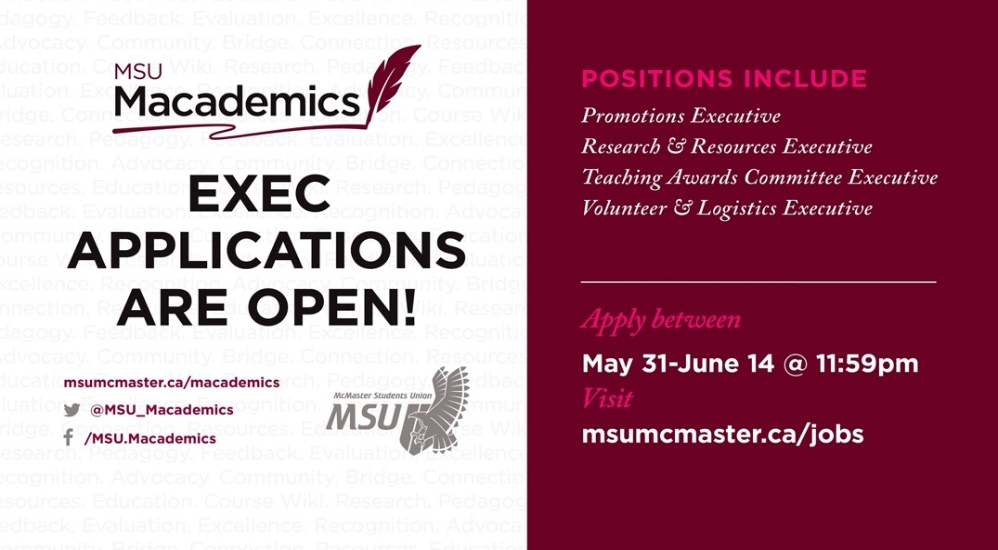 MSU
Macademics
EXEC
APPLICATIONS
ARE OPEN!
msumcmaster.ca/macademics
@MSU_Macademics
/MSU.Macademics
McMaster Students Union
MSU
POSITIONS INCLUDE
Promotions Executive
Research & Resources Executive
Teaching Awards Committee Executive
Volunteer & Logistics Executive
Apply between
May 31-June 14 @ 11:59pm
Visit
msumcmaster.ca/jobs